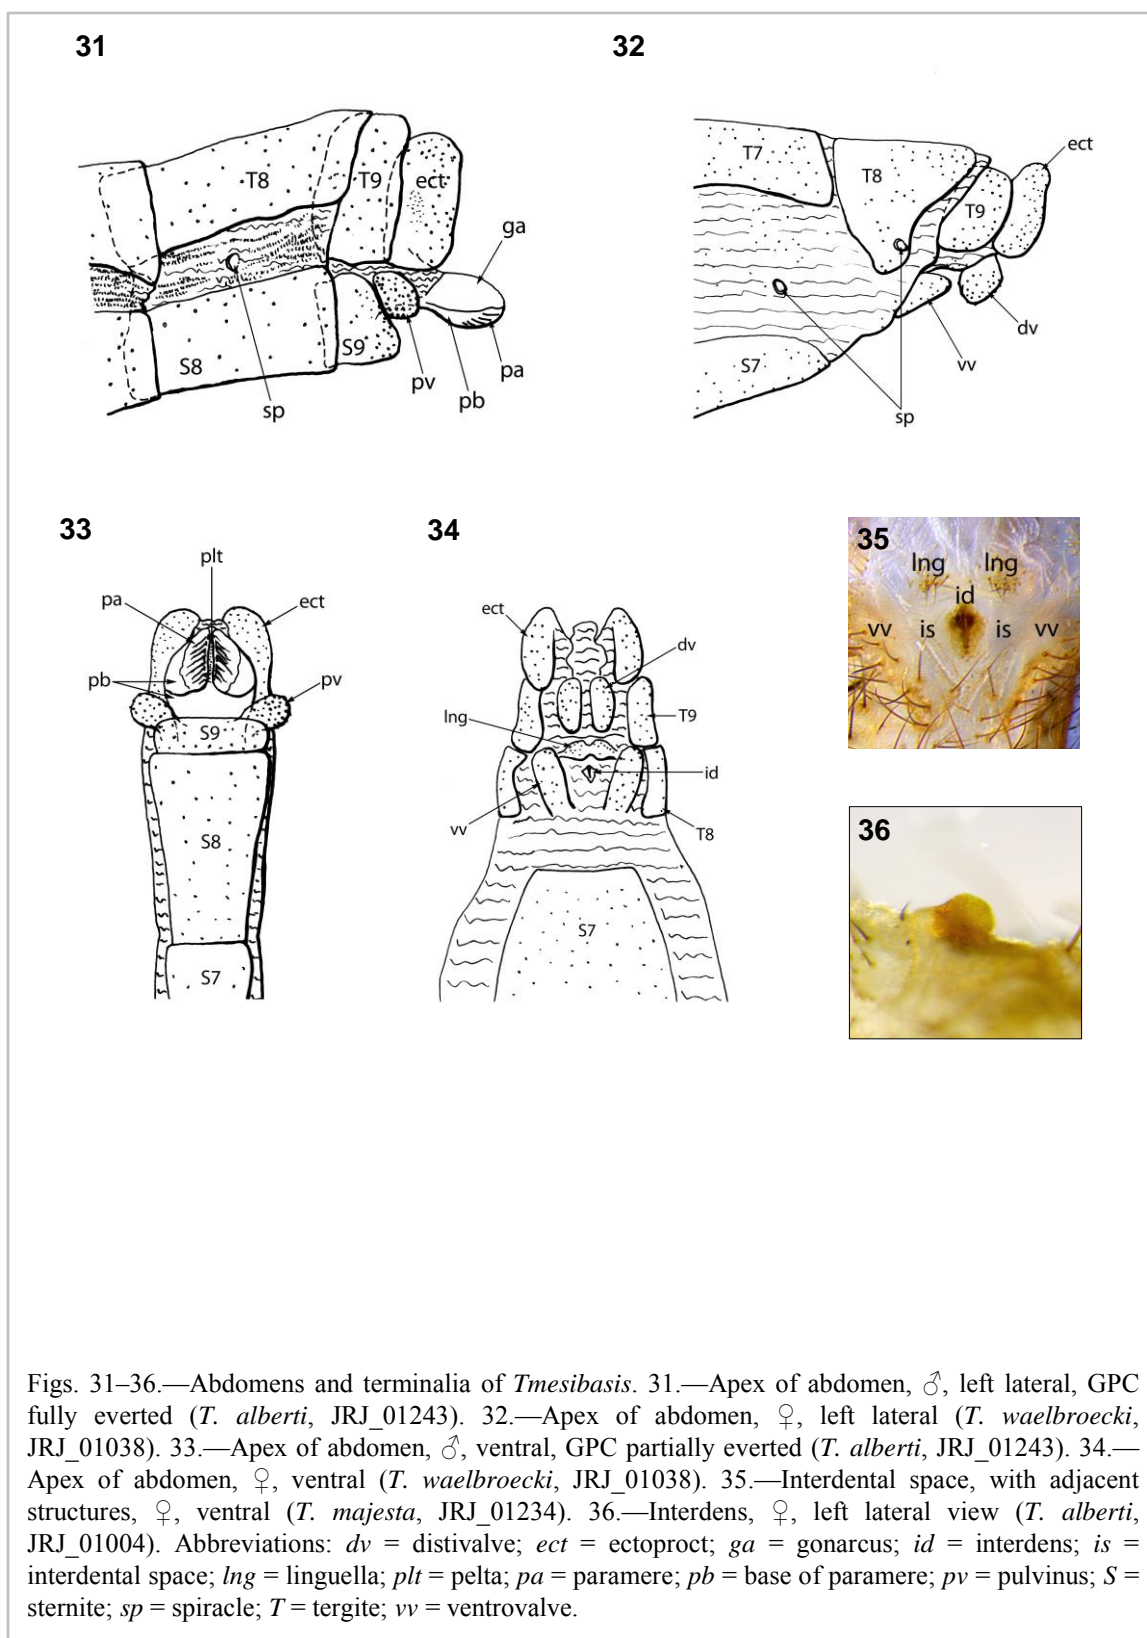 31
T8
T9
ect
ga
S8
S9
sp
pv
pb
pa
32
T7
T8
T9
ect
S7
sp
vv
dv
33
plt
pa
ect
pb
pv
S9
S8
S7
34
ect
dv
lng
T9
id
vv
T8
S7
35
lng lng
id
vv is is vv
36
Figs. 31–36.—Abdomens and terminalia of Tmesibasis. 31.—Apex of abdomen, ♂, left lateral, GPC
fully everted (T. alberti, JRJ_01243). 32.—Apex of abdomen, ♀, left lateral (T. waelbroecki,
JRJ_01038). 33.—Apex of abdomen, ♂, ventral, GPC partially everted (T. alberti, JRJ_01243). 34.—
Apex of abdomen, ♀, ventral (T. waelbroecki, JRJ_01038). 35.—Interdental space, with adjacent
structures, ♀, ventral (T. majesta, JRJ_01234). 36.—Interdens, ♀, left lateral view (T. alberti,
JRJ_01004). Abbreviations: dv = distivalve; ect = ectoproct; ga = gonarcus; id = interdens; is =
interdental space; lng = linguella; plt = pelta; pa = paramere; pb = base of paramere; pv = pulvinus; S =
sternite; sp = spiracle; T = tergite; vv = ventrovalve.